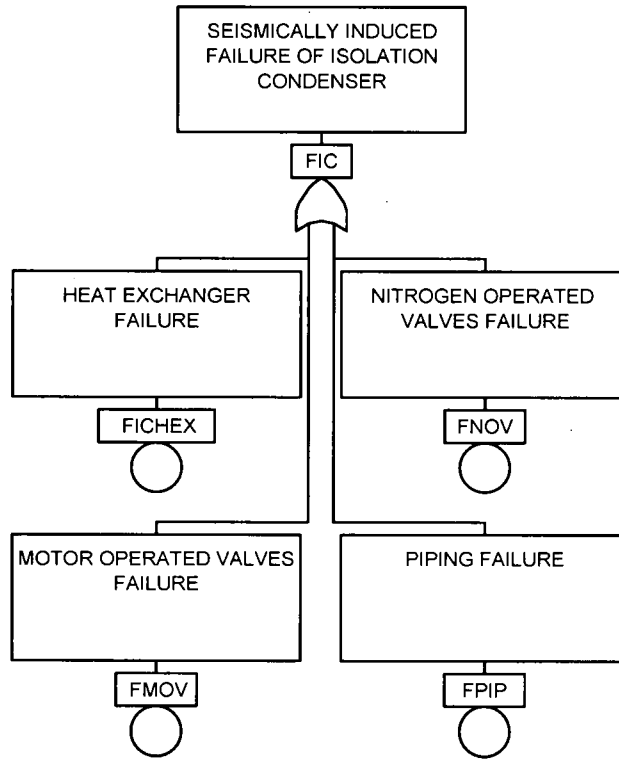 SEISMICALLY INDUCED
FAILURE OF ISOLATION
CONDENSER
FIC
HEAT EXCHANGER
FAILURE
FICHEX
NITROGEN OPERATED
VALVES FAILURE
FNOV
MOTOR OPERATED VALVES
FAILURE
FMOV
PIPING FAILURE
FPIP